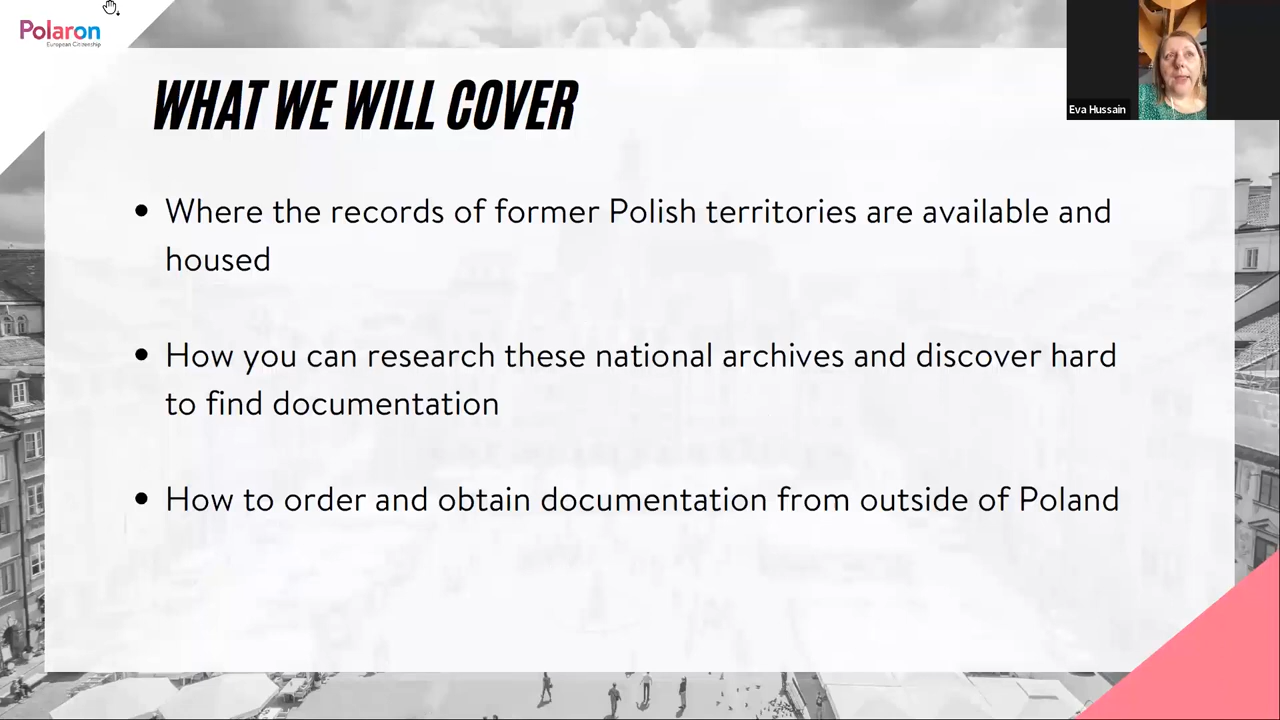 Polaron
European Citizenship
WHAT WE WILL COVER
Eva Hussain
• Where the records of former Polish territories are available and
housed
• How you can research these national archives and discover hard
to find documentation
• How to order and obtain documentation from outside of Poland